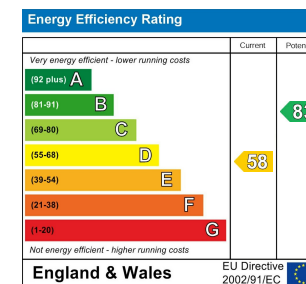 Energy Efficiency Rating
Current
Very energy efficient - lower running costs
(92 plus) A
(81-91) B
(69-80) C
(55-68) D
58
(39-54) E
(21-38) F
(1-20) G
Not energy efficient - higher running costs
England & Wales
EU Directive
2002/91/EC